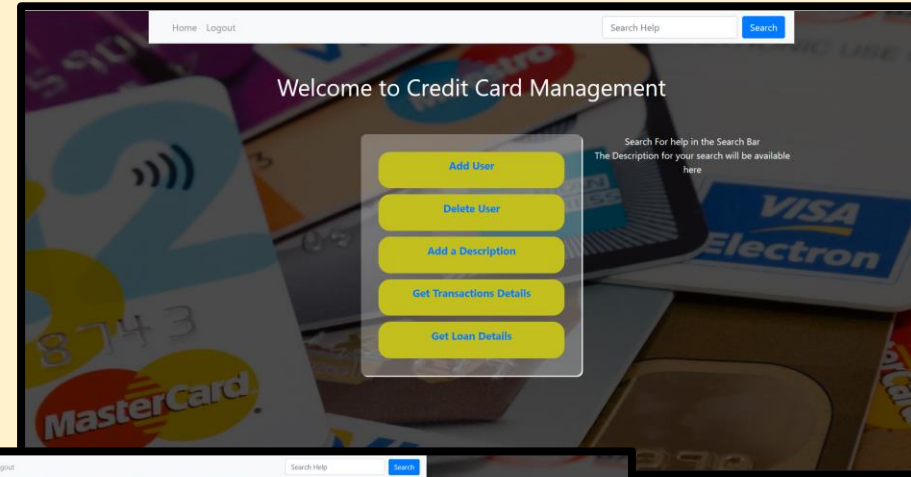 Home Logout Search Help Search
Welcome to Credit Card Management
Search For help in the Search Bar
The Description for your search will be available
here
Add User
Delete User
Add a Description
Get Transactions Details
Get Loan Details
VISA
Electron
8743
MasterCard
Search Help Search